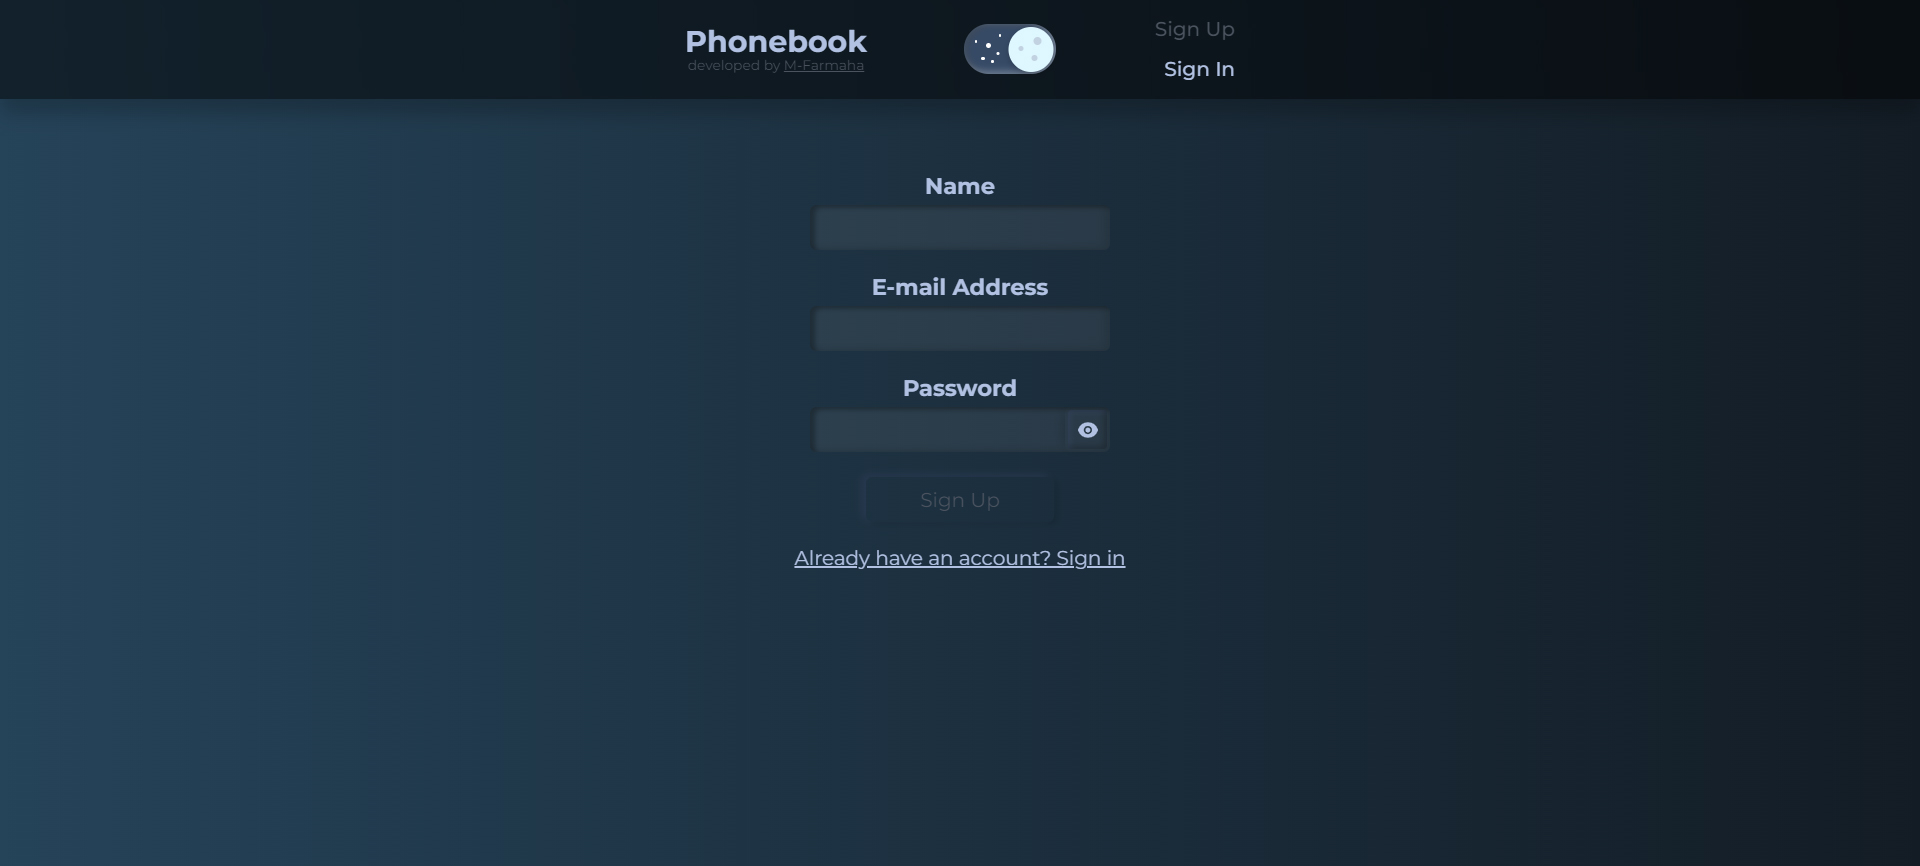 Phonebook
developed by M-Farmaha
Sign Up
Sign In
Name
E-mail Address
Password
Sign Up
Already have an account? Sign in